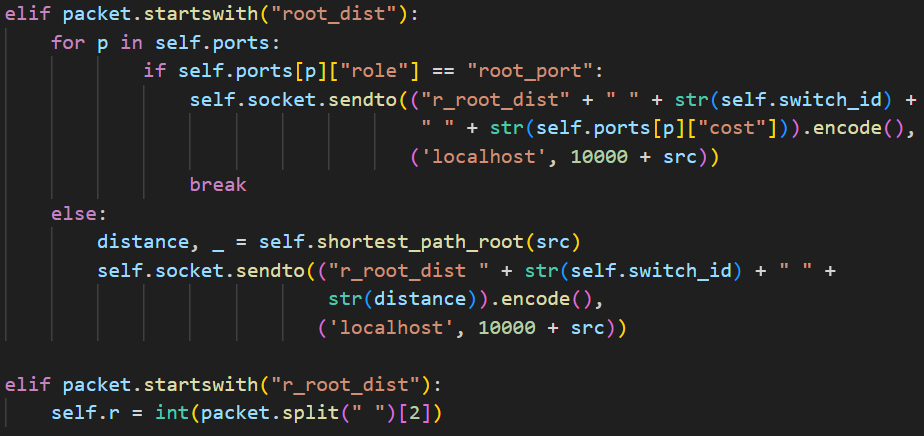 elif packet.startswith("root_dist"):
    for p in self.ports:
            if self.ports[p]["role"] == "root_port":
                self.socket.sendto(("r_root_dist" + " " + str(self.switch_id) +
                                    " " + str(self.ports[p]["cost"])).encode(),
                                   ('localhost', 10000 + src))
                break
    else:
        distance, _ = self.shortest_path_root(src)
        self.socket.sendto(("r_root_dist " + str(self.switch_id) + " " +
                            str(distance)).encode(),
                           ('localhost', 10000 + src))

elif packet.startswith("r_root_dist"):
    self.r = int(packet.split(" ")[2])